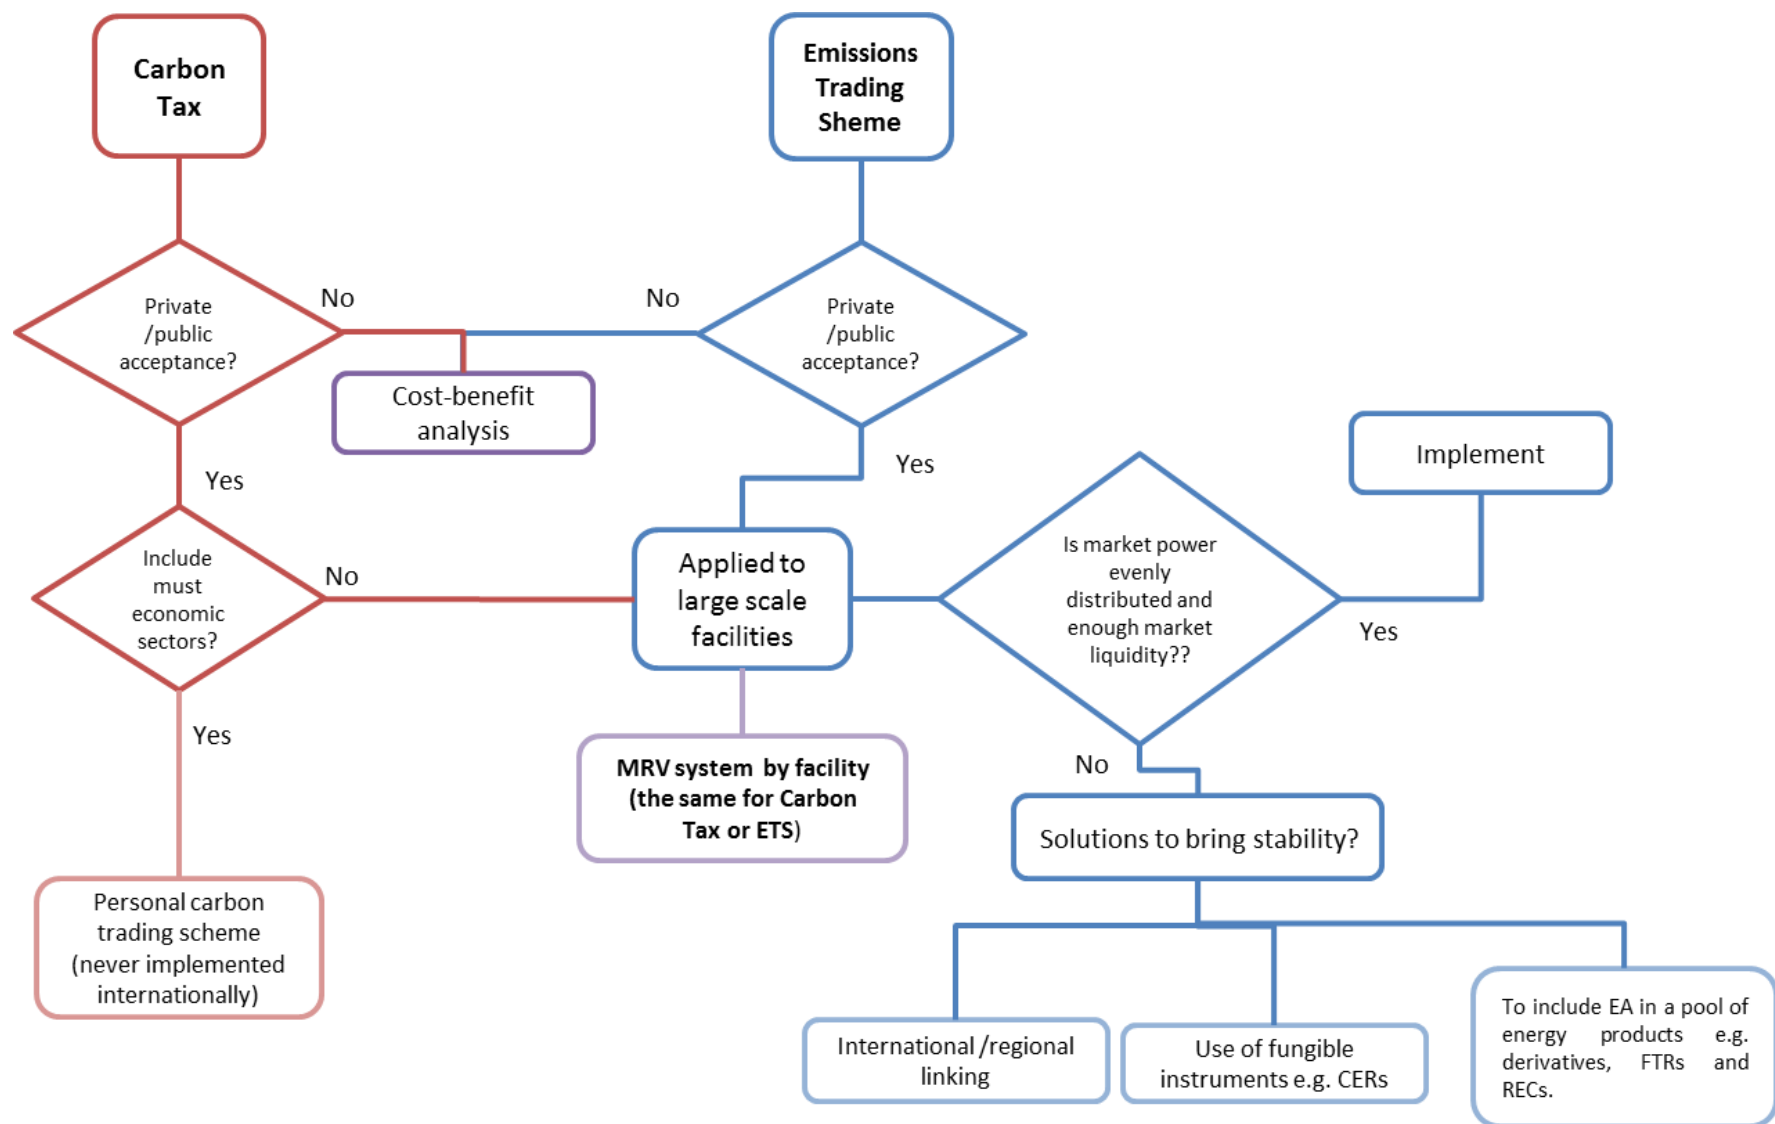 Carbon
Tax
Emissions
Trading
Sheme
Private
/public
acceptance?
No
No
Private
/public
acceptance?
Cost-benefit
analysis
Yes
Yes
Implement
Include
must
economic
sectors?
No
Applied to
large scale
facilities
Is market power
evenly
distributed and
enough market
liquidity??
Yes
Yes
MRV system by facility
(the same for Carbon
Tax or ETS)
No
Solutions to bring stability?
Personal carbon
trading scheme
(never implemented
internationally)
International /regional
linking
Use of fungible
instruments e.g. CERs
To include EA in a pool of
energy products e.g.
derivatives, FTRs and
RECs.